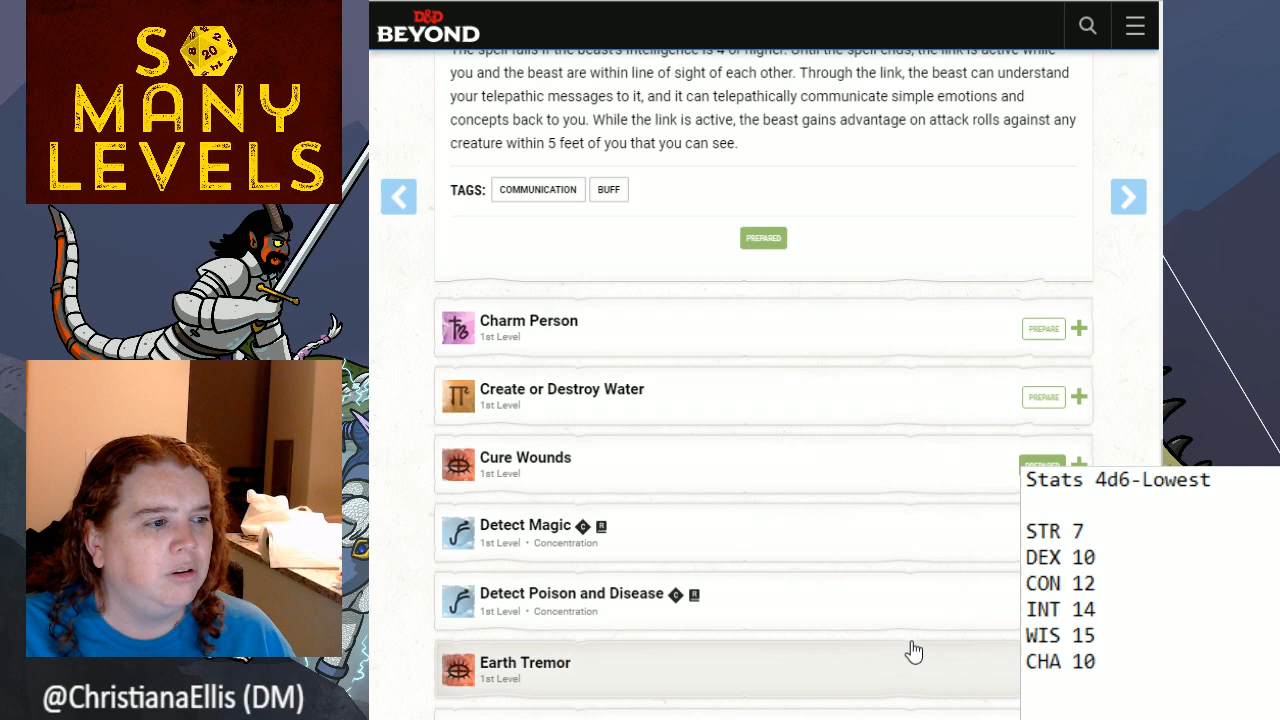 SO
MANY
LEVELS
20
@ChristianaEllis (DM)
D&D
BEYOND
The spell fails if the beast's Intelligence is 4 or higher. Until the spell ends, the link is active while
you and the beast are within line of sight of each other. Through the link, the beast can understand
your telepathic messages to it, and it can telepathically communicate simple emotions and
concepts back to you. While the link is active, the beast gains advantage on attack rolls against any
creature within 5 feet of you that you can see.
TAGS: COMMUNICATION BUFF
PREPARED
Charm Person
1st Level
PREPARE
Create or Destroy Water
1st Level
PREPARE
Cure Wounds
1st Level
PREPARED
Detect Magic
1st Level • Concentration
Detect Poison and Disease
1st Level • Concentration
Earth Tremor
1st Level
Stats 4d6-Lowest
STR 7
DEX 10
CON 12
INT 14
WIS 15
CHA 10